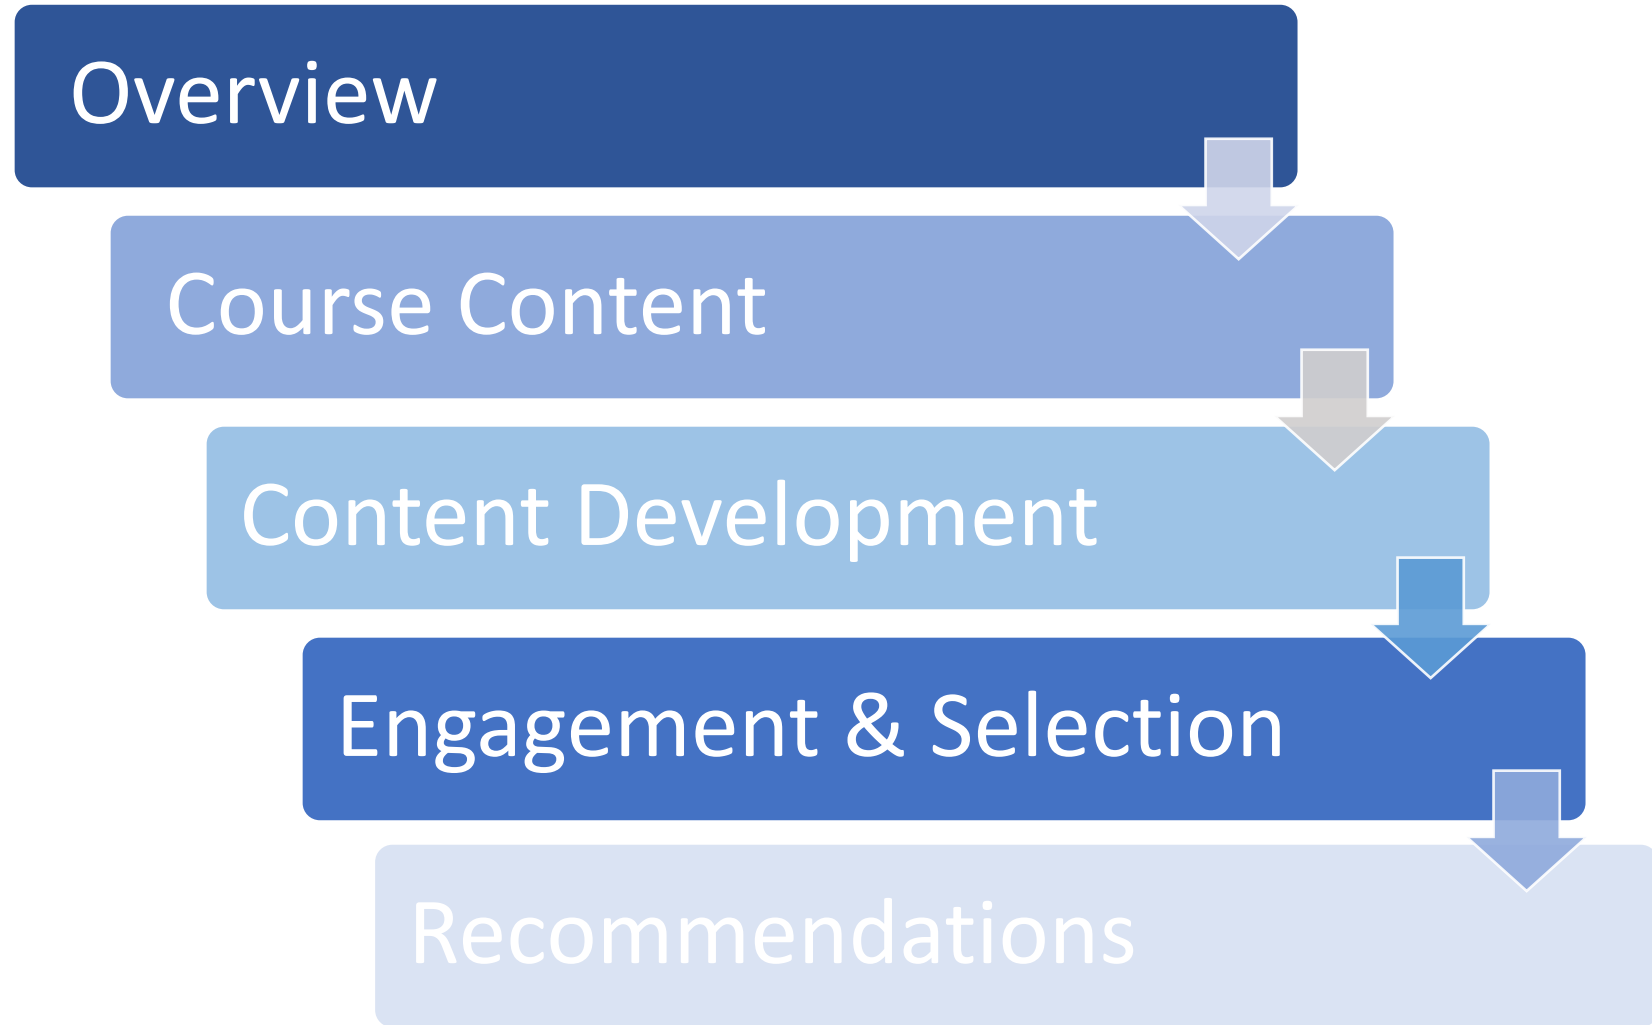 Overview
Course Content
Content Development
Engagement & Selection
Recommendations